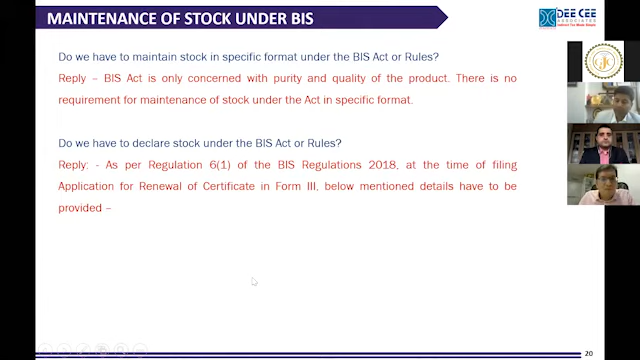 MAINTENANCE OF STOCK UNDER BIS
DEE CEE
ASSOCIATES
Do we have to maintain stock in specific format under the BIS Act or Rules?
Reply – BIS Act is only concerned with purity and quality of the product. There is no
requirement for maintenance of stock under the Act in specific format.
Do we have to declare stock under the BIS Act or Rules?
Reply: - As per Regulation 6(1) of the BIS Regulations 2018, at the time of filing
Application for Renewal of Certificate in Form III, below mentioned details have to be
provided –
20